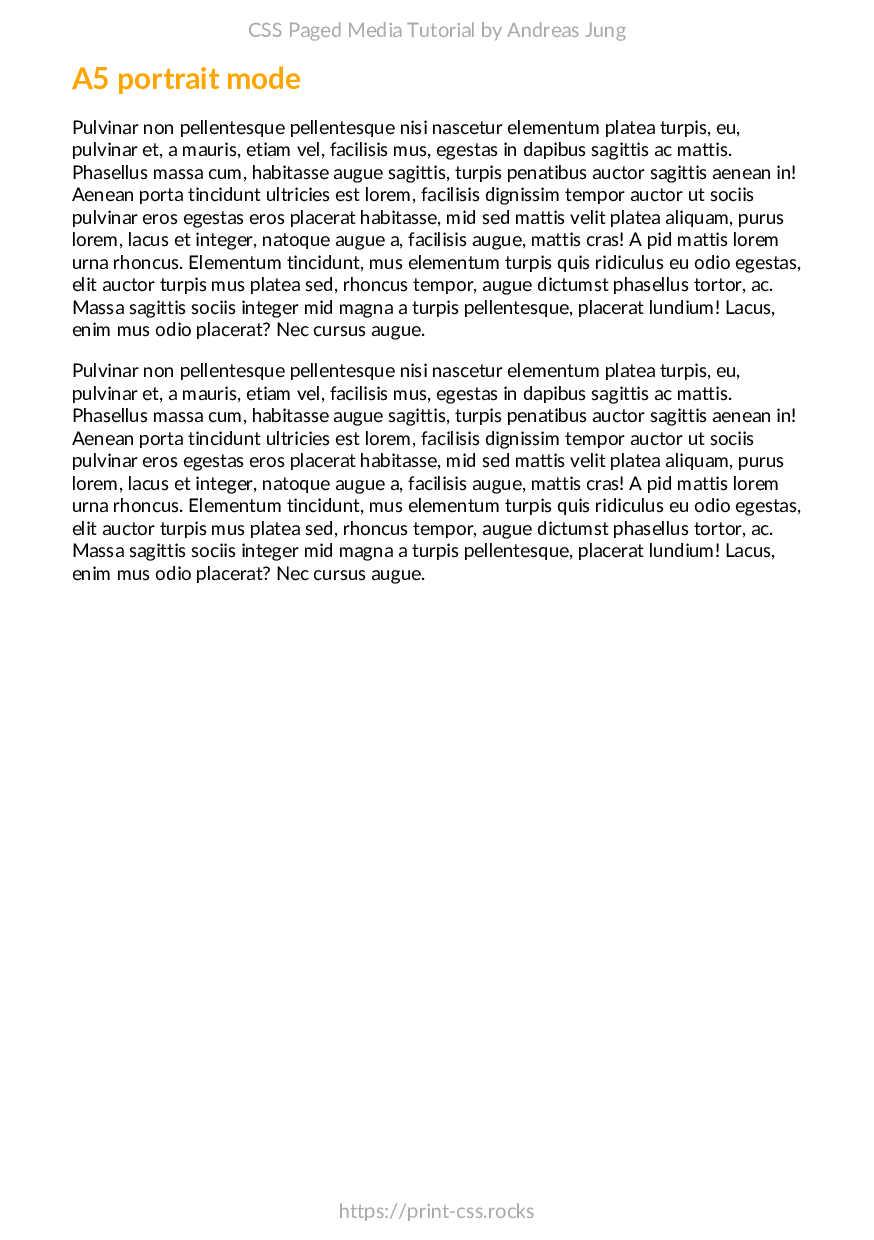 CSS Paged Media Tutorial by Andreas Jung
A5 portrait mode
Pulvinar non pellentesque pellentesque nisi nascetur elementum platea turpis, eu,
pulvinar et, a mauris, etiam vel, facilisis mus, egestas in dapibus sagittis ac mattis.
Phasellus massa cum, habitasse augue sagittis, turpis penatibus auctor sagittis aenean in!
Aenean porta tincidunt ultricies est lorem, facilisis dignissim tempor auctor ut sociis
pulvinar eros egestas eros placerat habitasse, mid sed mattis velit platea aliquam, purus
lorem, lacus et integer, natoque augue a, facilisis augue, mattis cras! A pid mattis lorem
urna rhoncus. Elementum tincidunt, mus elementum turpis quis ridiculus eu odio egestas,
elit auctor turpis mus platea sed, rhoncus tempor, augue dictumst phasellus tortor, ac.
Massa sagittis sociis integer mid magna a turpis pellentesque, placerat lundium! Lacus,
enim mus odio placerat? Nec cursus augue.
Pulvinar non pellentesque pellentesque nisi nascetur elementum platea turpis, eu,
pulvinar et, a mauris, etiam vel, facilisis mus, egestas in dapibus sagittis ac mattis.
Phasellus massa cum, habitasse augue sagittis, turpis penatibus auctor sagittis aenean in!
Aenean porta tincidunt ultricies est lorem, facilisis dignissim tempor auctor ut sociis
pulvinar eros egestas eros placerat habitasse, mid sed mattis velit platea aliquam, purus
lorem, lacus et integer, natoque augue a, facilisis augue, mattis cras! A pid mattis lorem
urna rhoncus. Elementum tincidunt, mus elementum turpis quis ridiculus eu odio egestas,
elit auctor turpis mus platea sed, rhoncus tempor, augue dictumst phasellus tortor, ac.
Massa sagittis sociis integer mid magna a turpis pellentesque, placerat lundium! Lacus,
enim mus odio placerat? Nec cursus augue.
https://print-css.rocks